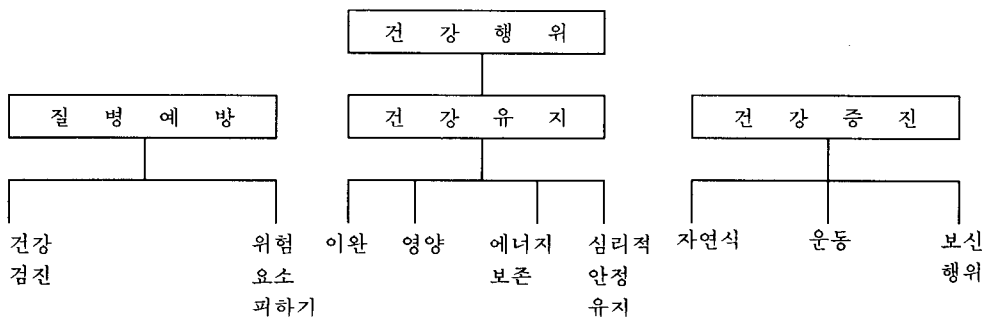 건 강 행 위
질 병 예 방
건 강 유 지
건 강 증 진
건강
검진
위험
요소
피하기
이완
영양
에너지
보존
심리적
안정
유지
자연식
운동
보신
행위